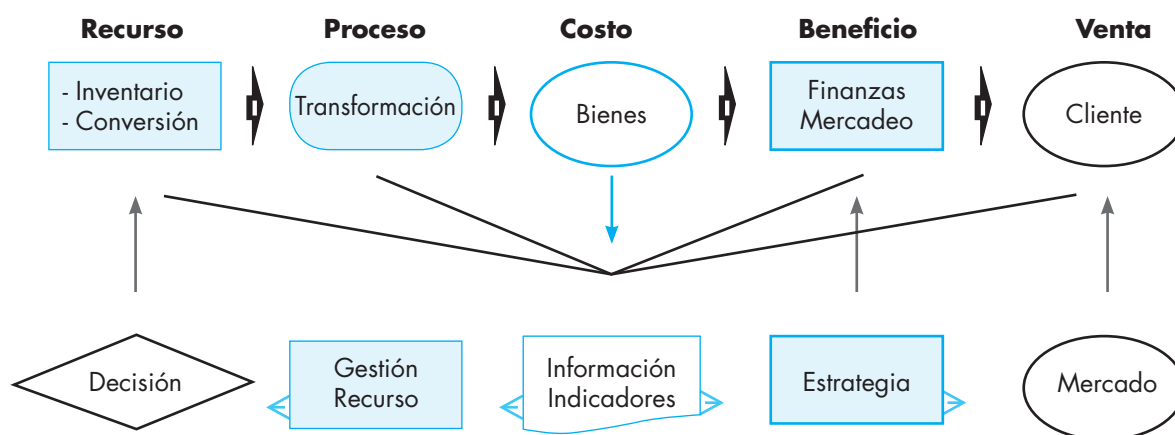 Recurso
Proceso
Costo
Beneficio
Venta
- Inventario
- Conversión
Transformación
Bienes
Finanzas
Mercadeo
Cliente
Decisión
Gestión
Recurso
Información
Indicadores
Estrategia
Mercado